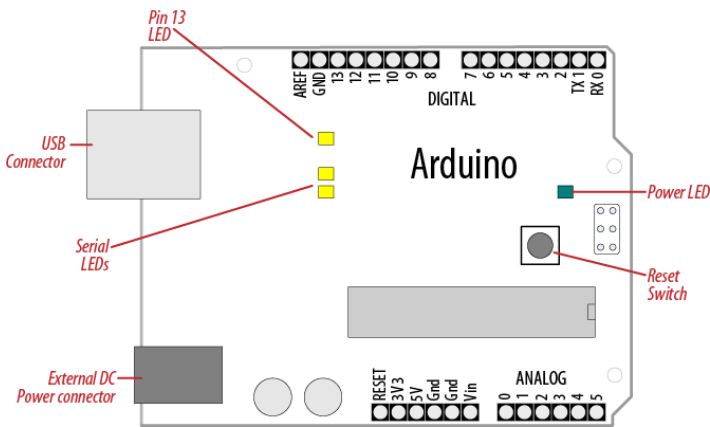 Pin 13
LED
AREF
GND
13
12
11
10
9
8
7
6
5
4
3
2
TX 1
RX 0
DIGITAL
USB
Connector
Arduino
Power LED
Serial
LEDs
Reset
Switch
External DC
Power connector
RESET
3V3
5V
Gnd
Gnd
Vin
ANALOG
0
1
2
3
4
5